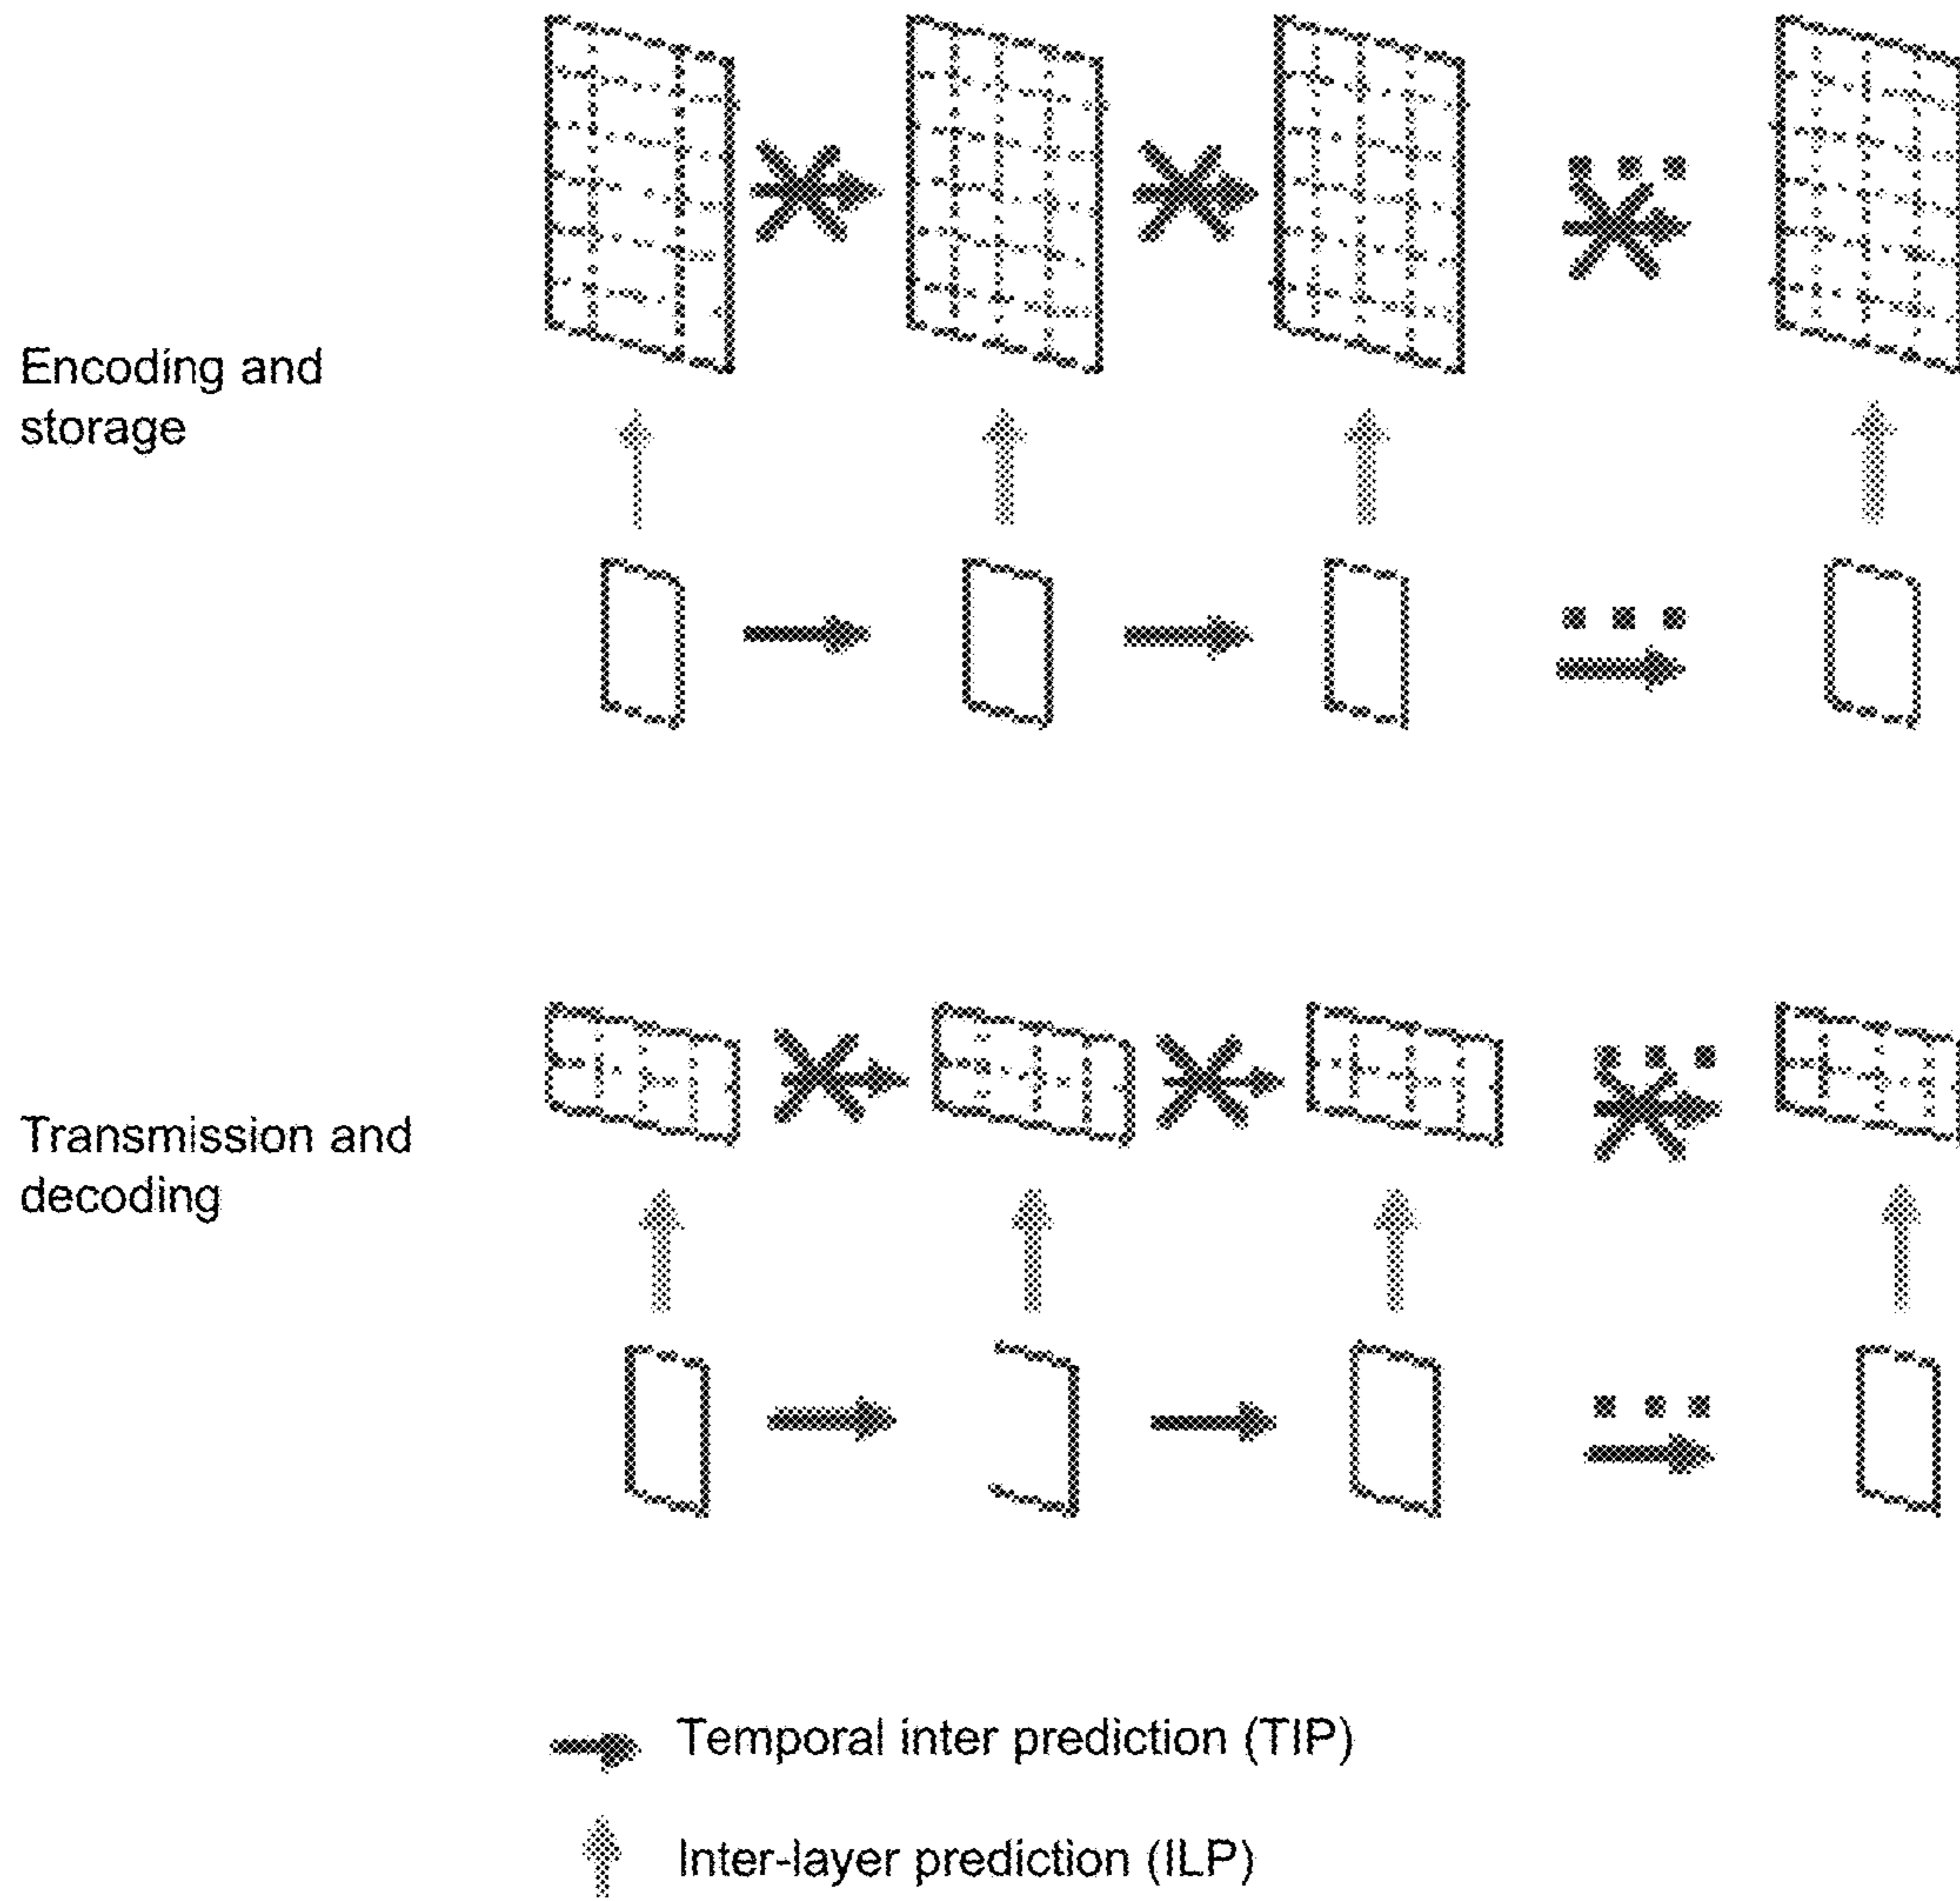 Encoding and
storage
Transmission and
decoding
Temporal inter prediction (TIP)
Inter-layer prediction (ILP)